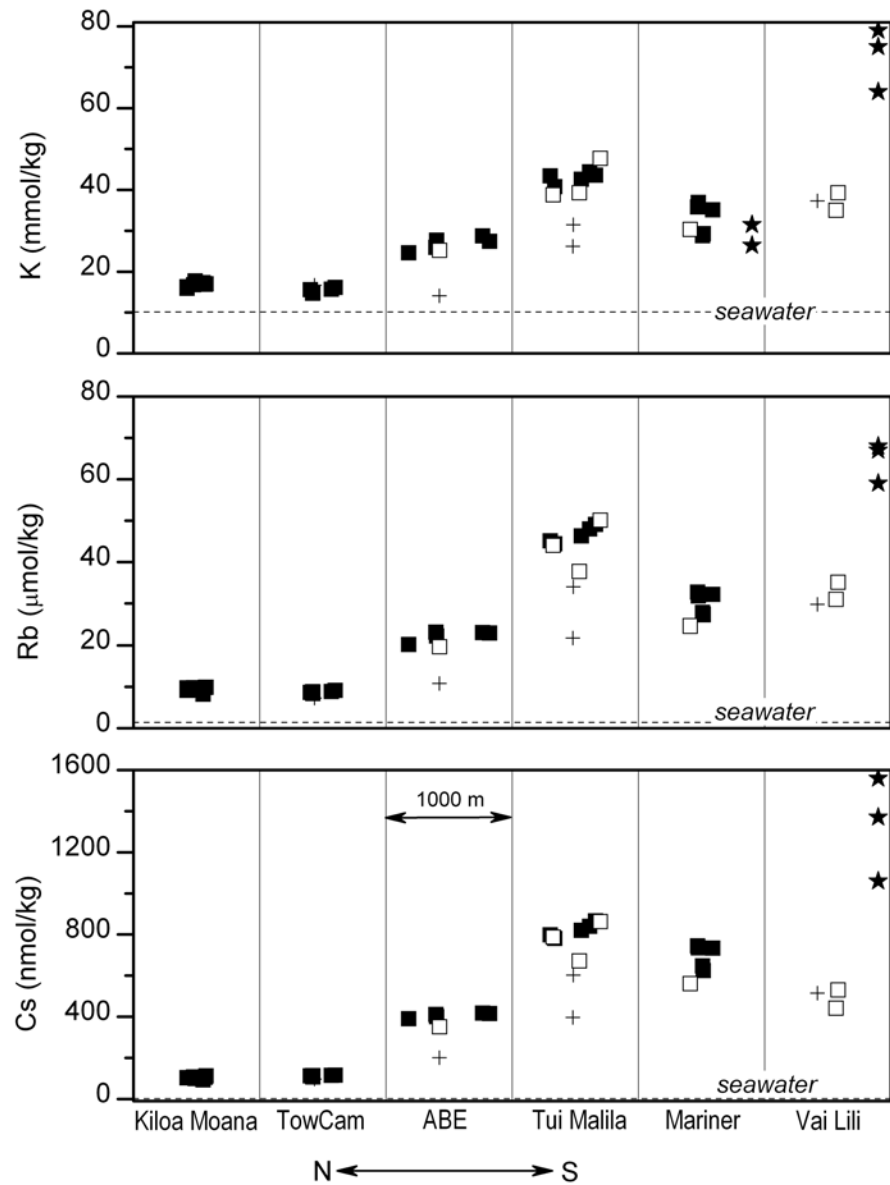 80
60
40
20
0
K (mmol/kg)
seawater
80
60
40
20
0
Rb (μmol/kg)
seawater
1600
1200
800
400
0
Cs (nmol/kg)
1000 m
seawater
Kiloa Moana TowCam ABE Tui Malila Mariner Vai Lili
N S